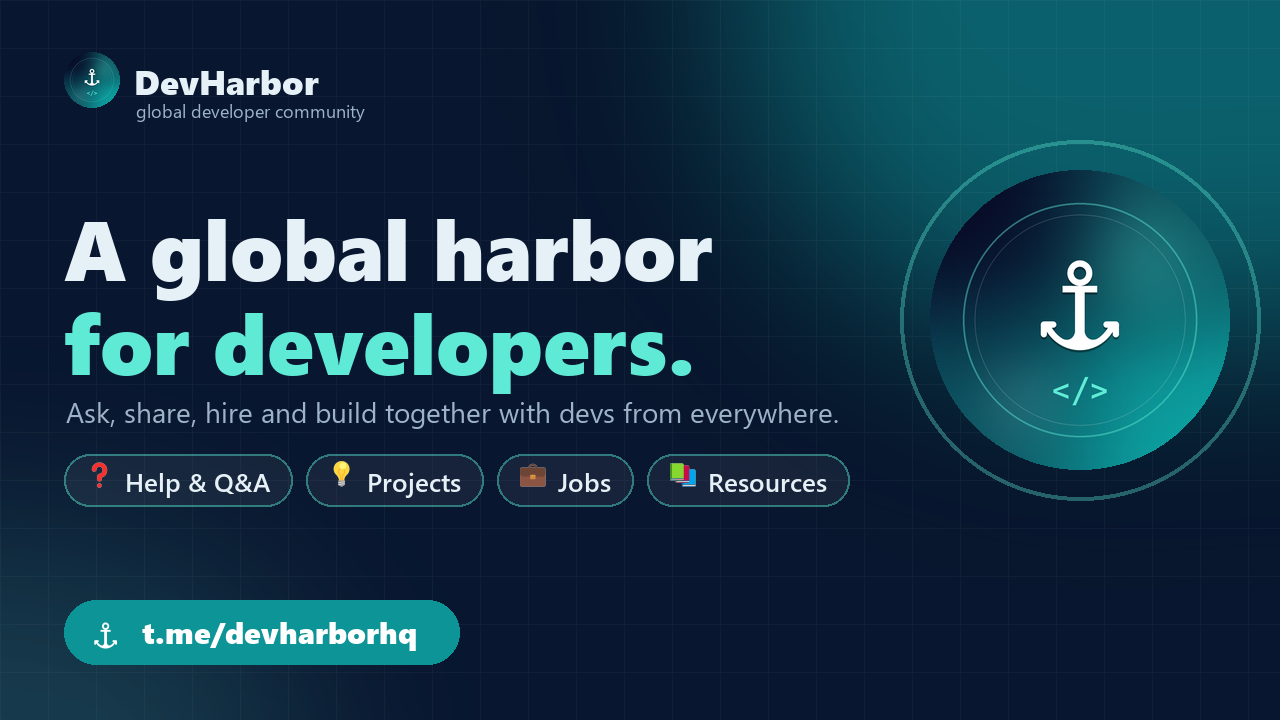 DevHarbor
global developer community
A global harbor
for developers.
Ask, share, hire and build together with devs from everywhere.
❓ Help & Q&A
💡 Projects
💼 Jobs
📚 Resources
</>
⚓ t.me/devharborhq